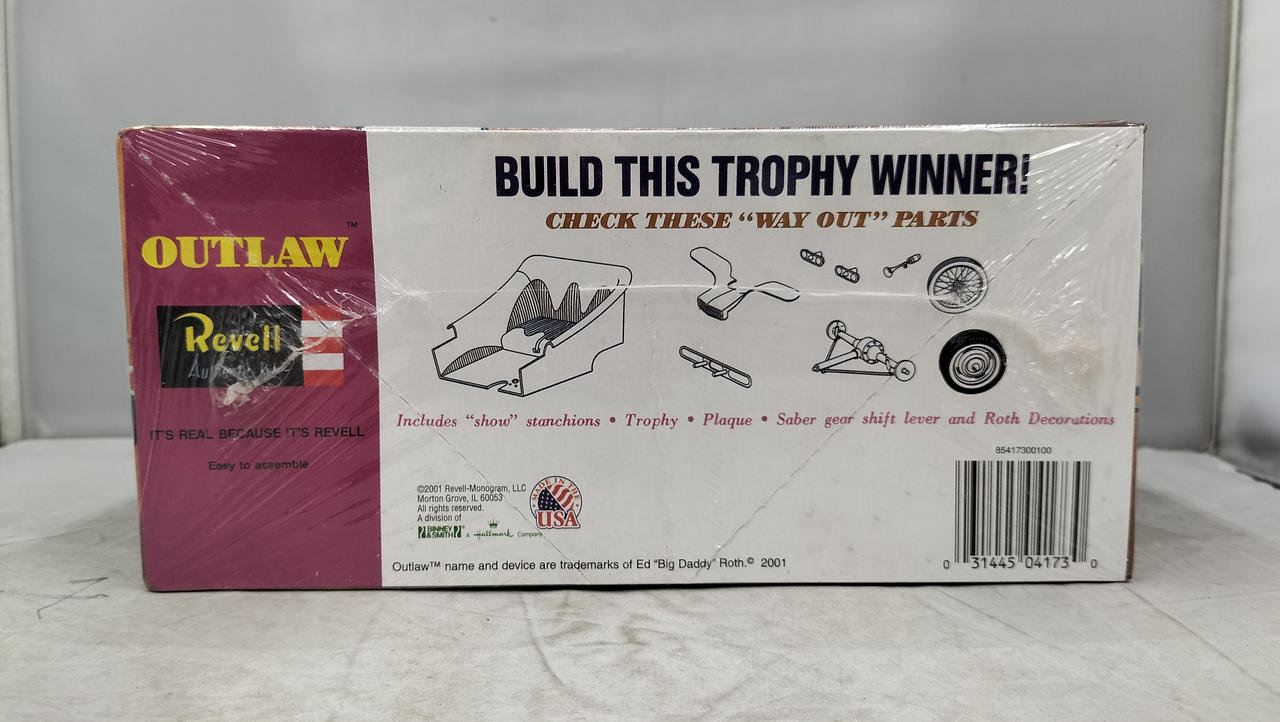 OUTLAW™
Revell
Authentic Kit
IT'S REAL BECAUSE IT'S REVELL
Easy to assemble
BUILD THIS TROPHY WINNER!
CHECK THESE “WAY OUT” PARTS
Includes “show” stanchions • Trophy • Plaque • Saber gear shift lever and Roth Decorations
©2001 Revell-Monogram, LLC
Morton Grove, IL 60053
All rights reserved.
A division of
BINNEY & SMITH® A Hallmark Company
MADE IN THE
USA
Outlaw™ name and device are trademarks of Ed “Big Daddy” Roth.© 2001
85417300100
0 31445 04173 0